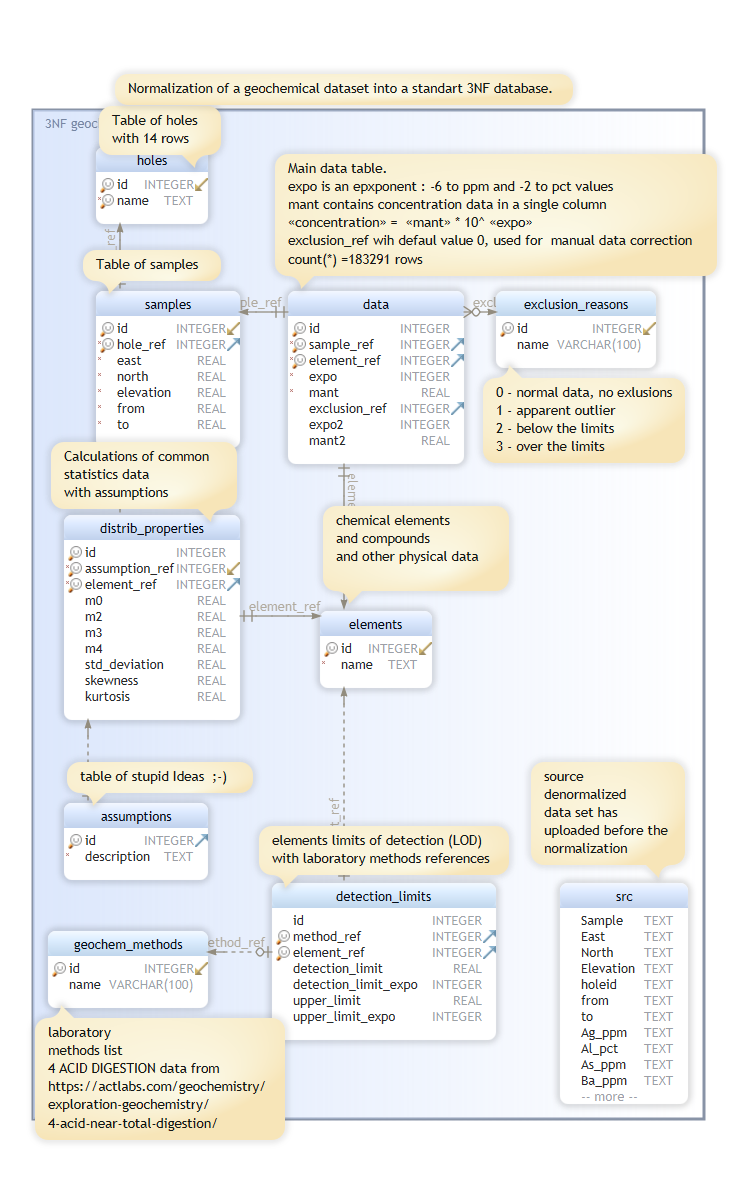 Normalization of a geochemical dataset into a standart 3NF database.
3NF geoc
Table of holes
with 14 rows
holes
id INTEGER
name TEXT
Main data table.
expo is an epxponent : -6 to ppm and -2 to pct values
mant contains concentration data in a single column
«concentration» = «mant» * 10^ «expo»
exclusion_ref wih defaul value 0, used for manual data correction
count(*) =183291 rows
_ref
Table of samples
samples
id INTEGER
* hole_ref INTEGER
* east REAL
* north REAL
* elevation REAL
* from REAL
* to REAL
ple_ref
data
id INTEGER
* sample_ref INTEGER
* element_ref INTEGER
* expo INTEGER
* mant REAL
exclusion_ref INTEGER
expo2 INTEGER
mant2 REAL
excl
exclusion_reasons
id INTEGER
name VARCHAR(100)
0 - normal data, no exlusions
1 - apparent outlier
2 - below the limits
3 - over the limits
Calculations of common
statistics data
with assumptions
eleme
chemical elements
and compounds
and other physical data
distrib_properties
id INTEGER
* assumption_ref INTEGER
* element_ref INTEGER
m0 REAL
m2 REAL
m3 REAL
m4 REAL
std_deviation REAL
skewness REAL
kurtosis REAL
element_ref
elements
id INTEGER
* name TEXT
table of stupid Ideas ;-)
assumptions
id INTEGER
* description TEXT
t_ref
elements limits of detection (LOD)
with laboratory methods references
detection_limits
id INTEGER
method_ref INTEGER
element_ref INTEGER
detection_limit REAL
detection_limit_expo INTEGER
upper_limit REAL
upper_limit_expo INTEGER
ethod_ref
geochem_methods
id INTEGER
name VARCHAR(100)
laboratory
methods list
4 ACID DIGESTION data from
https://actlabs.com/geochemistry/
exploration-geochemistry/
4-acid-near-total-digestion/
source
denormalized
data set has
uploaded before the
normalization
src
Sample TEXT
East TEXT
North TEXT
Elevation TEXT
holeid TEXT
from TEXT
to TEXT
Ag_ppm TEXT
Al_pct TEXT
As_ppm TEXT
Ba_ppm TEXT
-- more --